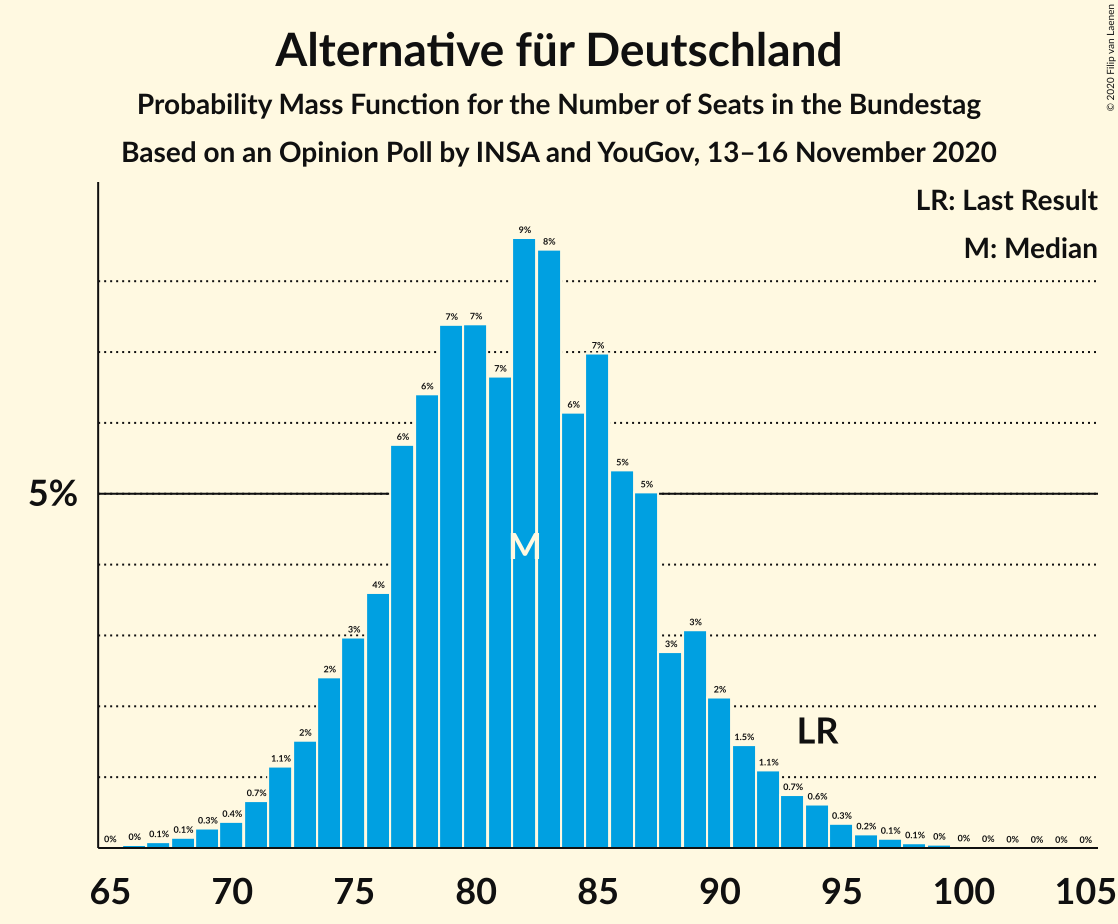 Alternative für Deutschland
Probability Mass Function for the Number of Seats in the Bundestag
Based on an Opinion Poll by INSA and YouGov, 13–16 November 2020
© 2020 Filip van Laenen
LR: Last Result
M: Median
5%
0% 0% 0.1% 0.1% 0.3% 0.4% 0.7% 1.1% 2% 2% 3% 4% 6% 6% 7% 7% 7% 9% 8% 6% 7% 5% 5% 3% 3% 2% 1.5% 1.1% 0.7% 0.6% 0.3% 0.2% 0.1% 0.1% 0% 0% 0% 0% 0% 0% 0%
M
LR
65 70 75 80 85 90 95 100 105